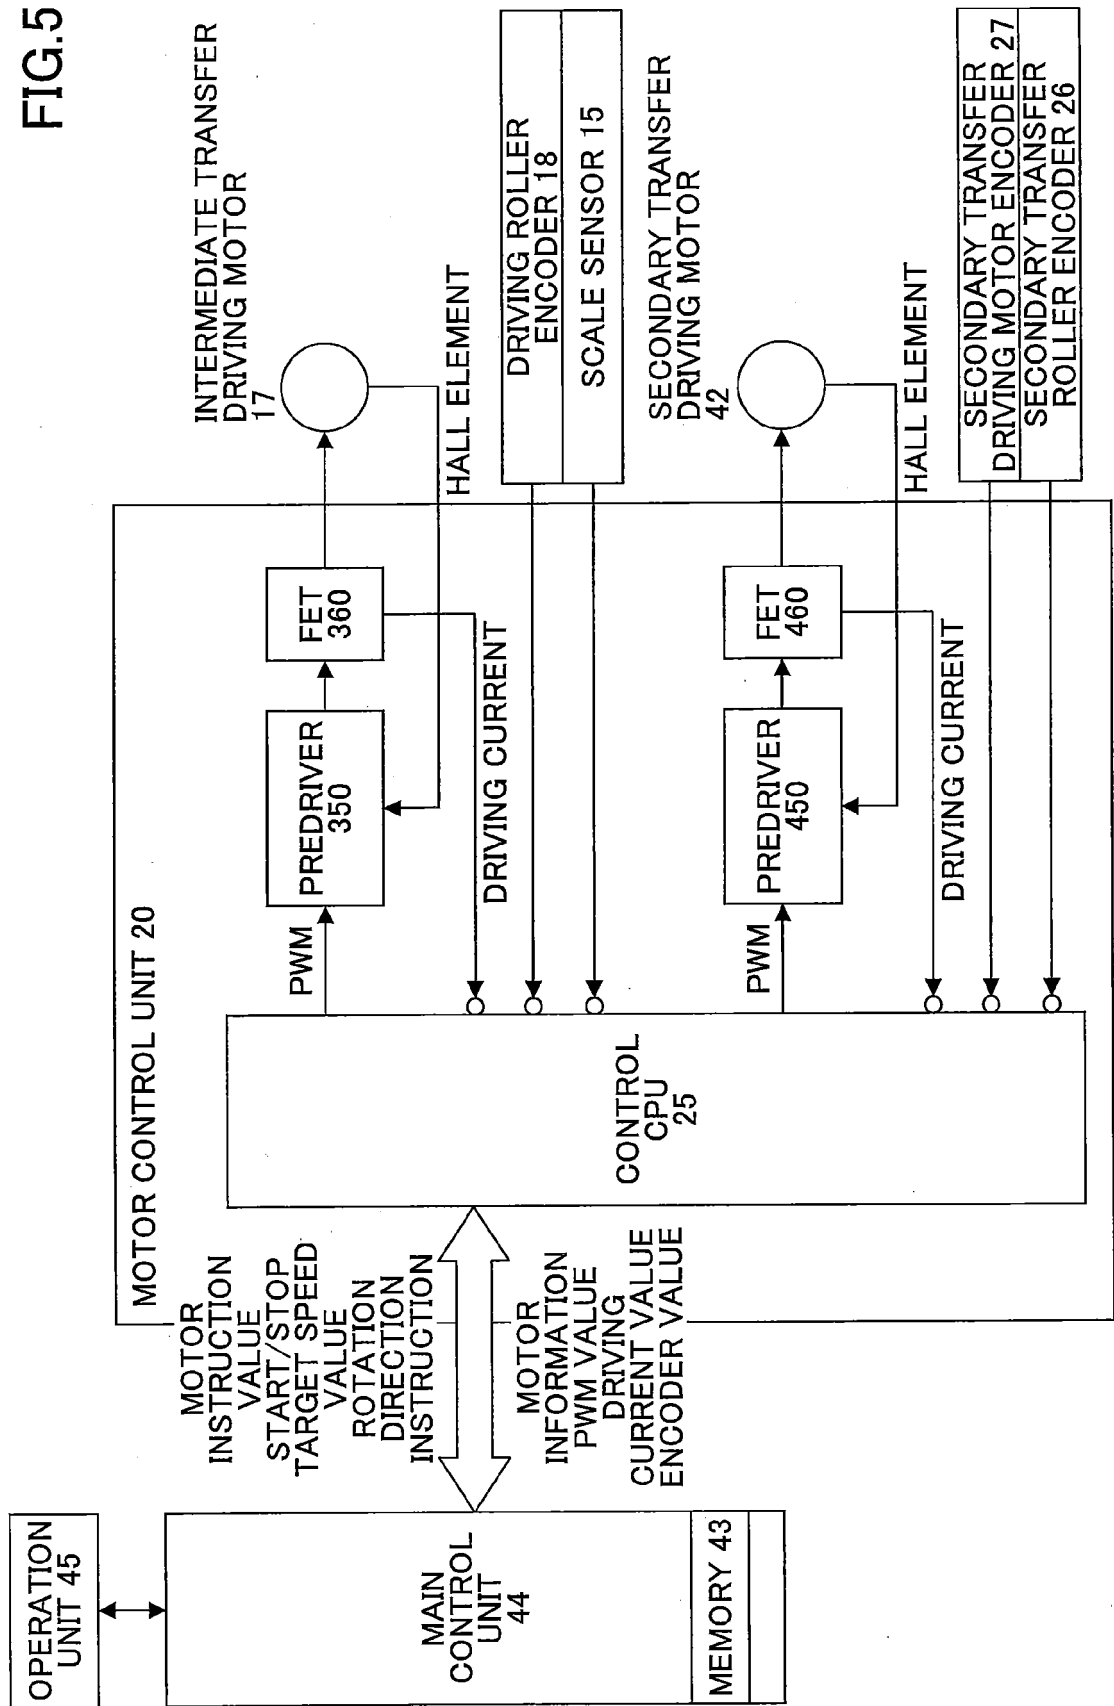 FIG.5
OPERATION
UNIT 45
MAIN
CONTROL
UNIT
44
MEMORY 43
MOTOR
INSTRUCTION
VALUE
START/STOP
TARGET SPEED
VALUE
ROTATION
DIRECTION
INSTRUCTION
MOTOR
INFORMATION
PWM VALUE
DRIVING
CURRENT VALUE
ENCODER VALUE
MOTOR CONTROL UNIT 20
CONTROL
CPU
25
PWM
PREDRIVER
350
FET
360
INTERMEDIATE TRANSFER
DRIVING MOTOR
17
HALL ELEMENT
DRIVING CURRENT
DRIVING ROLLER
ENCODER 18
SCALE SENSOR 15
PWM
PREDRIVER
450
FET
460
SECONDARY TRANSFER
DRIVING MOTOR
42
HALL ELEMENT
DRIVING CURRENT
SECONDARY TRANSFER
DRIVING MOTOR ENCODER 27
SECONDARY TRANSFER
ROLLER ENCODER 26